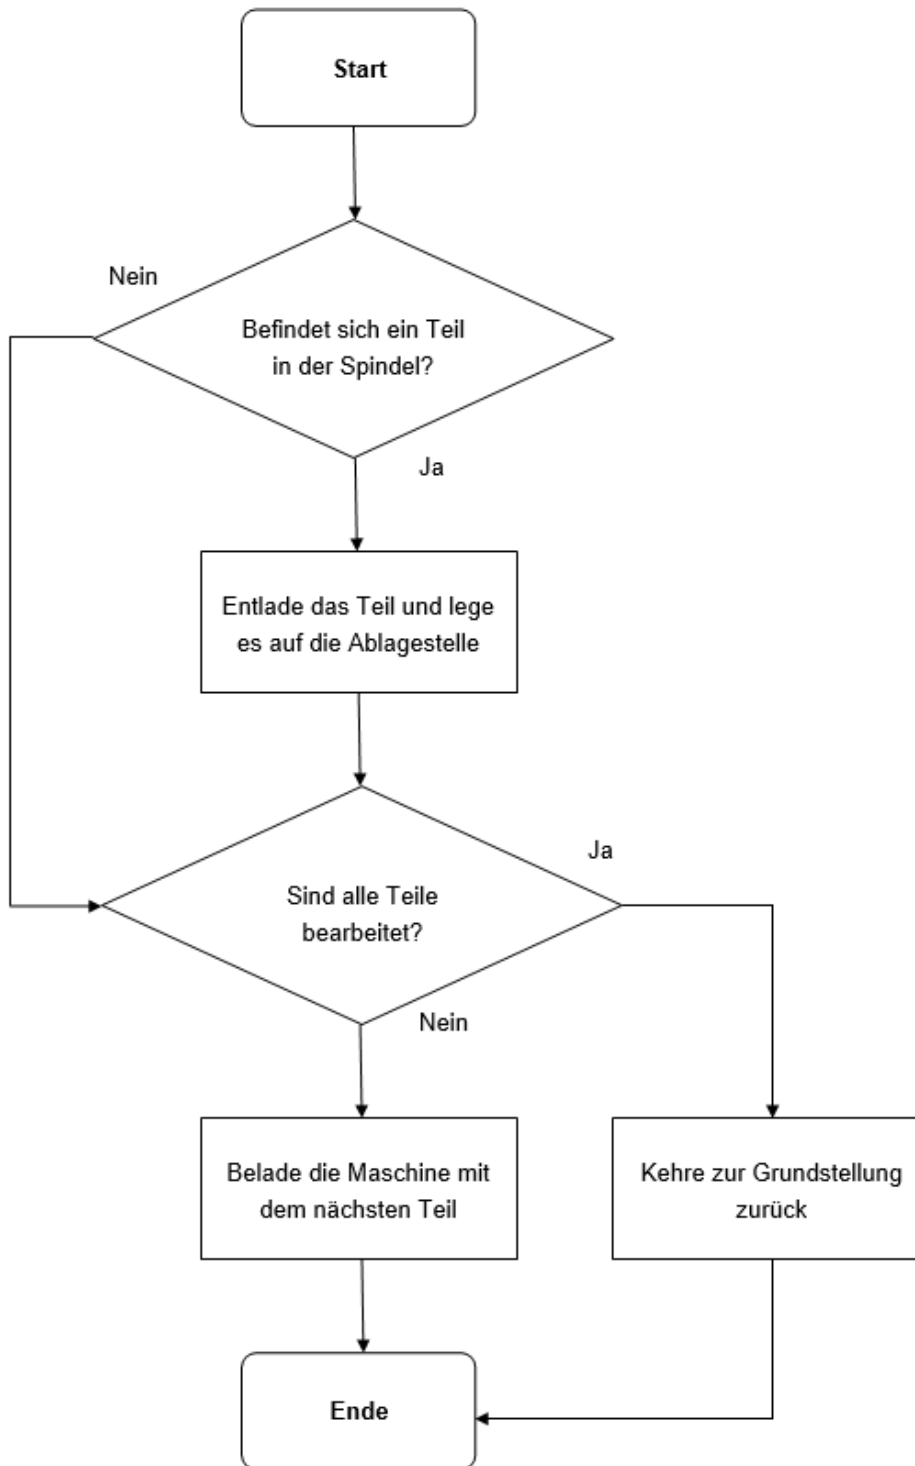 Start
Nein
Befindet sich ein Teil
in der Spindel?
Ja
Entlade das Teil und lege
es auf die Ablagestelle
Ja
Sind alle Teile
bearbeitet?
Nein
Belade die Maschine mit
dem nächsten Teil
Kehre zur Grundstellung
zurück
Ende